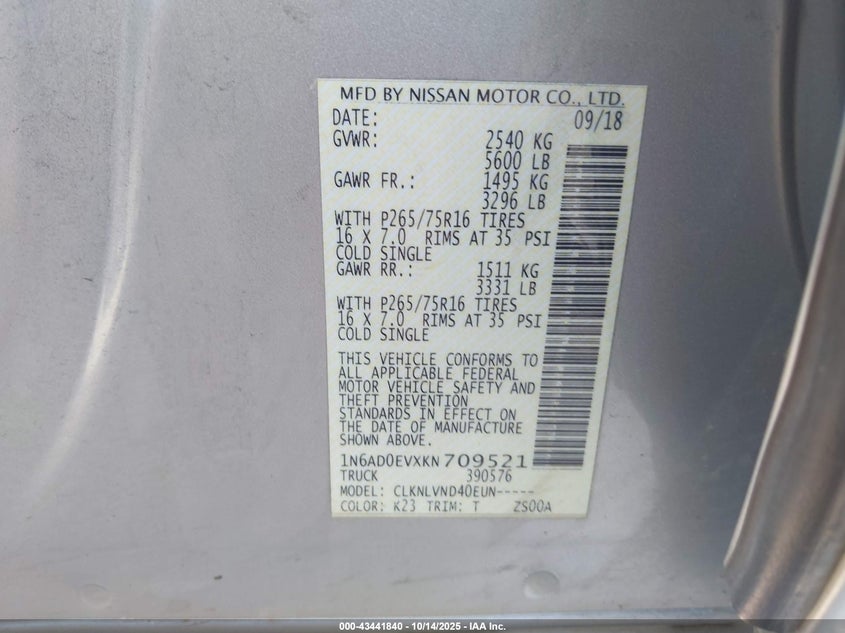 MFD BY NISSAN MOTOR CO., LTD.
DATE: 09/18
GVWR: 2540 KG
5600 LB
GAWR FR.: 1495 KG
3296 LB
WITH P265/75R16 TIRES
16 X 7.0 RIMS AT 35 PSI
COLD SINGLE
GAWR RR.: 1511 KG
3331 LB
WITH P265/75R16 TIRES
16 X 7.0 RIMS AT 35 PSI
COLD SINGLE
THIS VEHICLE CONFORMS TO
ALL APPLICABLE FEDERAL
MOTOR VEHICLE SAFETY AND
THEFT PREVENTION
STANDARDS IN EFFECT ON
THE DATE OF MANUFACTURE
SHOWN ABOVE.
1N6AD0EVXKN709521
TRUCK 390576
MODEL: CLKNLVND40EUN-----
COLOR: K23 TRIM: T ZS00A
000-43441840 - 10/14/2025 - IAA Inc.